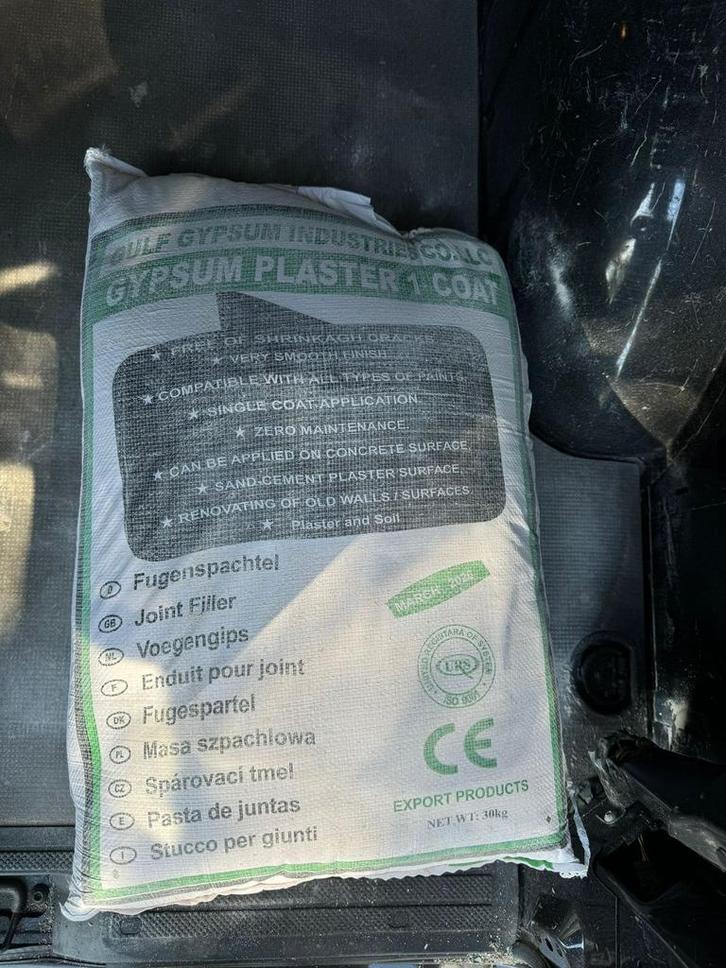 GULF GYPSUM INDUSTRIES CO. LLC
GYPSUM PLASTER 1 COAT
★ FREE OF SHRINKAGH CRACKS.
★ VERY SMOOTH FINISH
★ COMPATIBLE WITH ALL TYPES OF PAINTS.
★ SINGLE COAT APPLICATION.
★ ZERO MAINTENANCE.
★ CAN BE APPLIED ON CONCRETE SURFACE,
★ SAND-CEMENT PLASTER SURFACE.
★ RENOVATING OF OLD WALLS / SURFACES
★ Plaster and Soil
D Fugenspachtel
GB Joint Filler
NL Voegengips
F Enduit pour joint
DK Fugespartel
PL Masa szpachlowa
CZ Spárovaci tmel
E Pasta de juntas
I Stucco per giunti
MARCH
OF SYSTEM
URS
ISO 9001
CE
EXPORT PRODUCTS
NET WT: 30kg